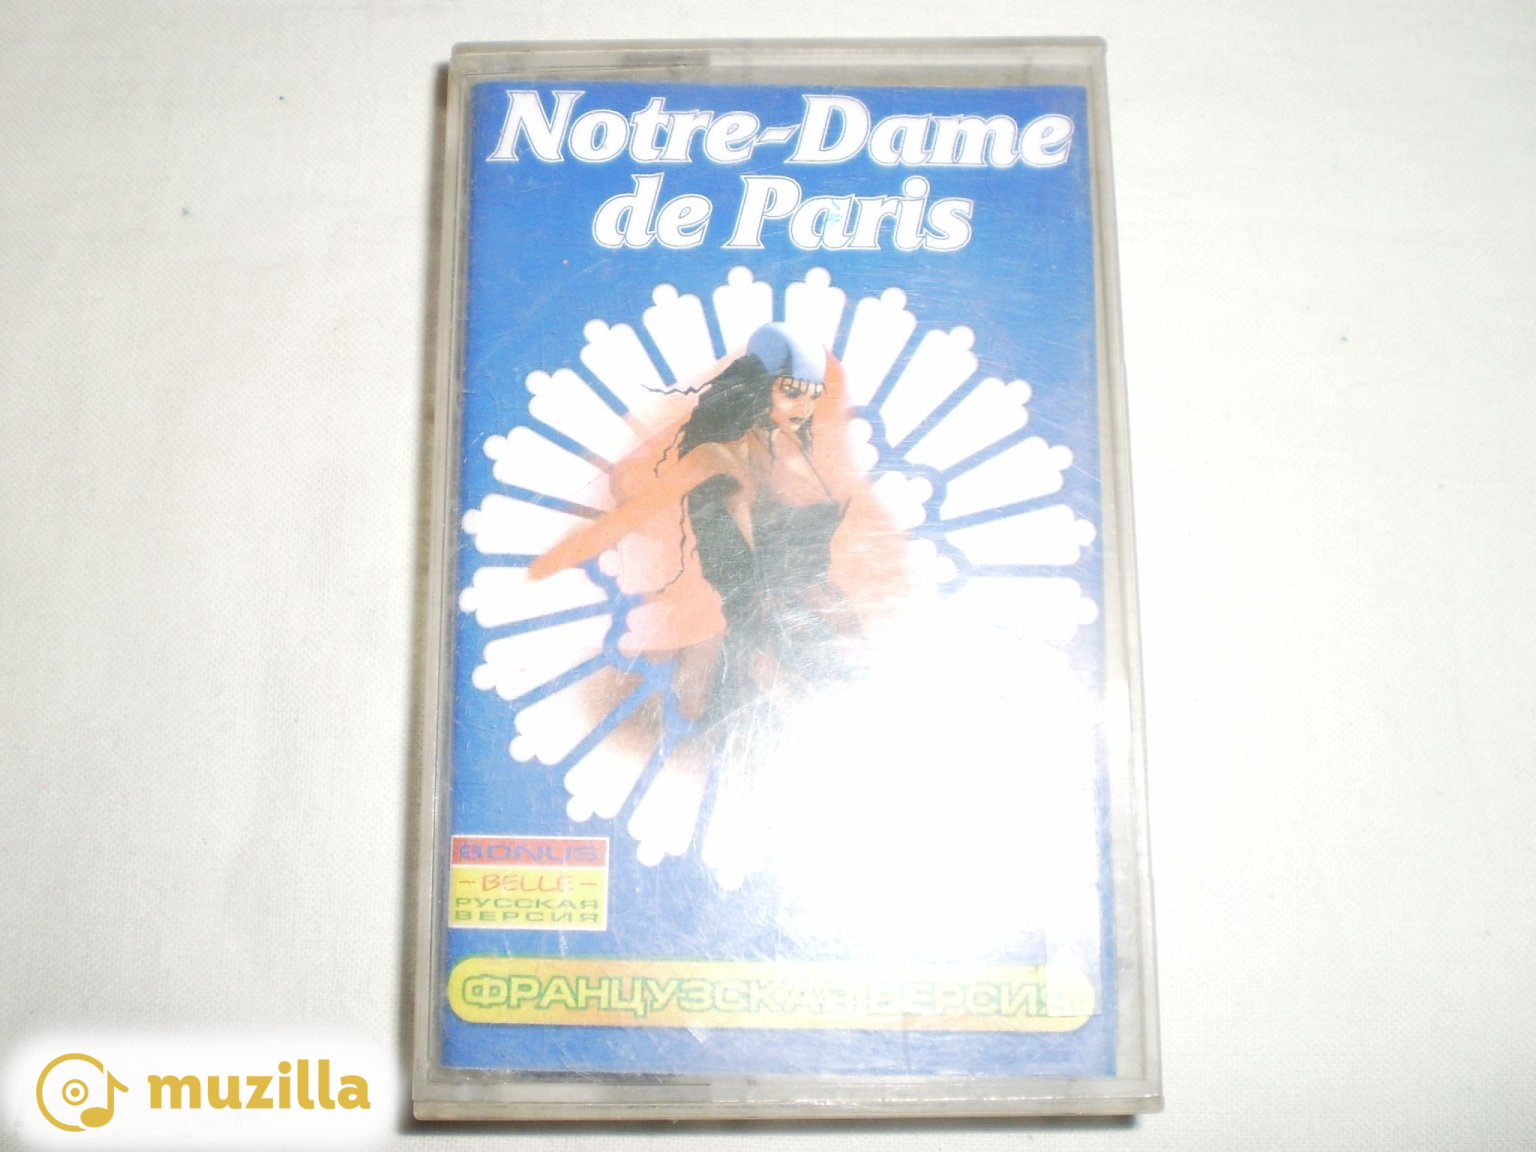 Notre-Dame
de Paris
BONUS
- BELLE -
РУССКАЯ
ВЕРСИЯ
ФРАНЦУЗСКАЯ ВЕРСИЯ
muzilla